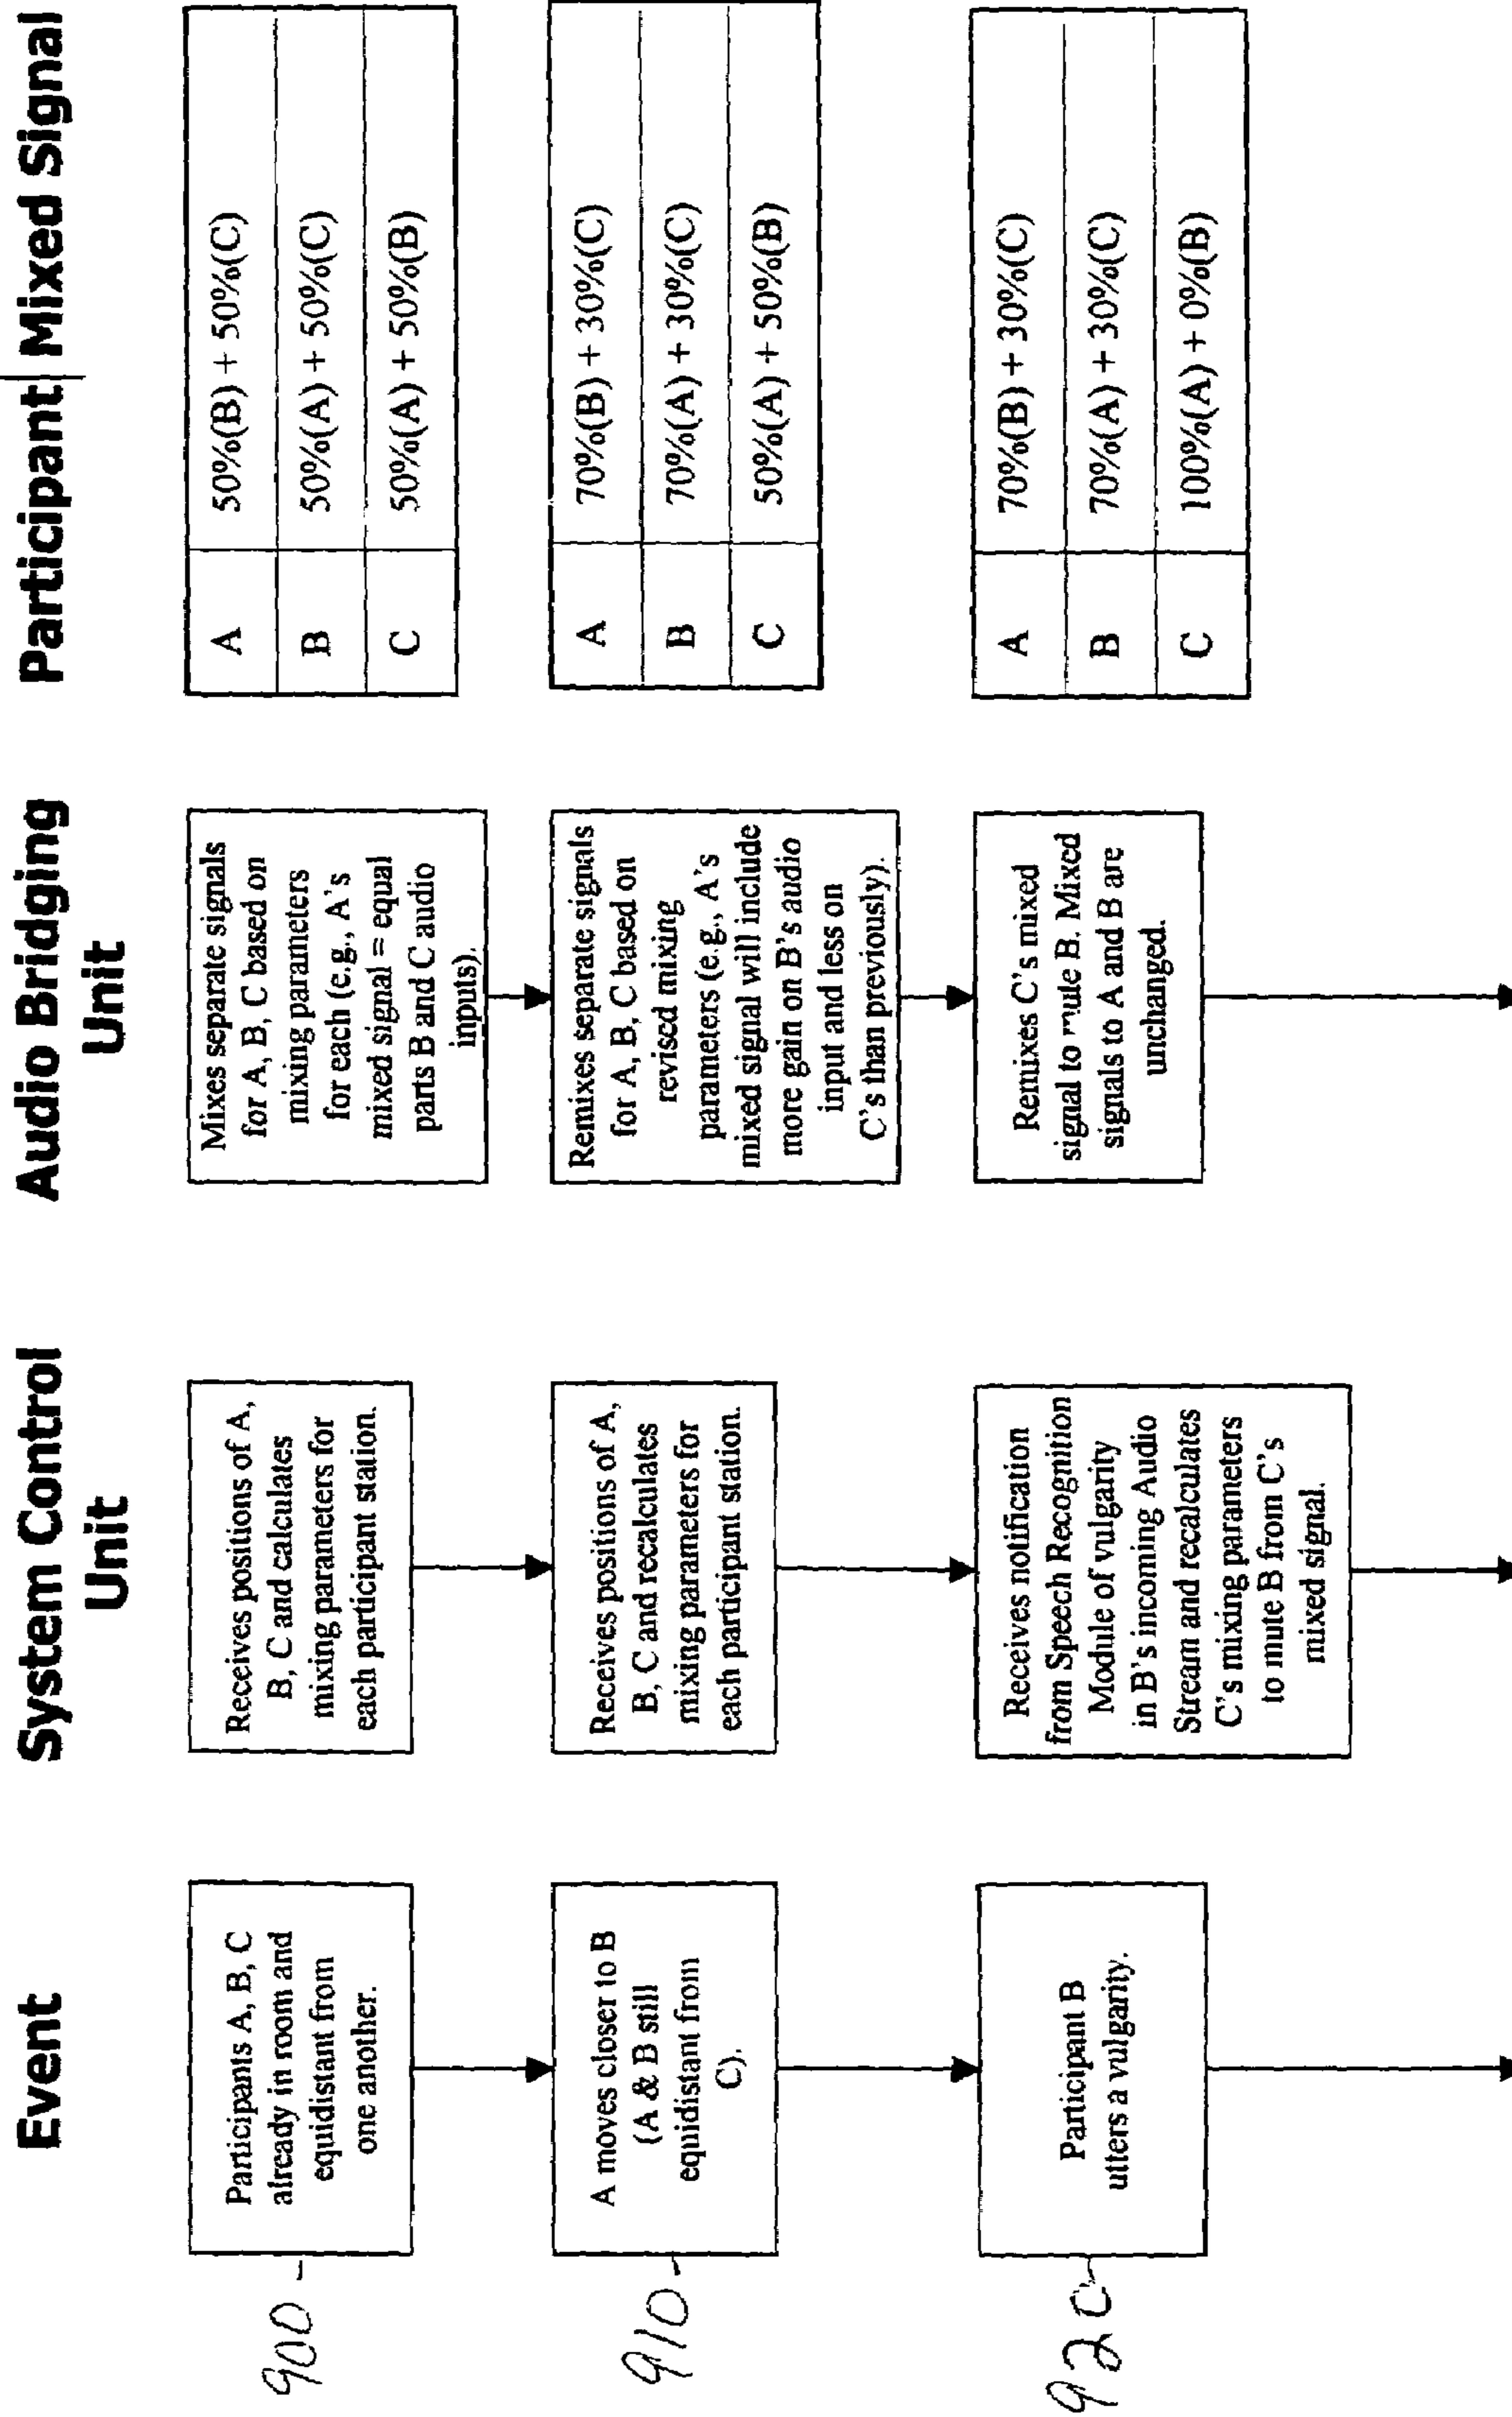 Event
System Control
Unit
Audio Bridging
Unit
Participant
Mixed Signal
900
Participants A, B, C
already in room and
equidistant from
one another.
Receives positions of A,
B, C and calculates
mixing parameters for
each participant station.
Mixes separate signals
for A, B, C based on
mixing parameters
for each (e.g., A's
mixed signal = equal
parts B and C audio
inputs).
A 50%(B) + 50%(C)
B 50%(A) + 50%(C)
C 50%(A) + 50%(B)
910
A moves closer to B
(A & B still
equidistant from
C).
Receives positions of A,
B, C and recalculates
mixing parameters for
each participant station.
Remixes separate signals
for A, B, C based on
revised mixing
parameters (e.g., A's
mixed signal will include
more gain on B's audio
input and less on
C's than previously).
A 70%(B) + 30%(C)
B 70%(A) + 30%(C)
C 50%(A) + 50%(B)
920
Participant B
utters a vulgarity.
Receives notification
from Speech Recognition
Module of vulgarity
in B's incoming Audio
Stream and recalculates
C's mixing parameters
to mute B from C's
mixed signal.
Remixes C's mixed
signal to mute B. Mixed
signals to A and B are
unchanged.
A 70%(B) + 30%(C)
B 70%(A) + 30%(C)
C 100%(A) + 0%(B)